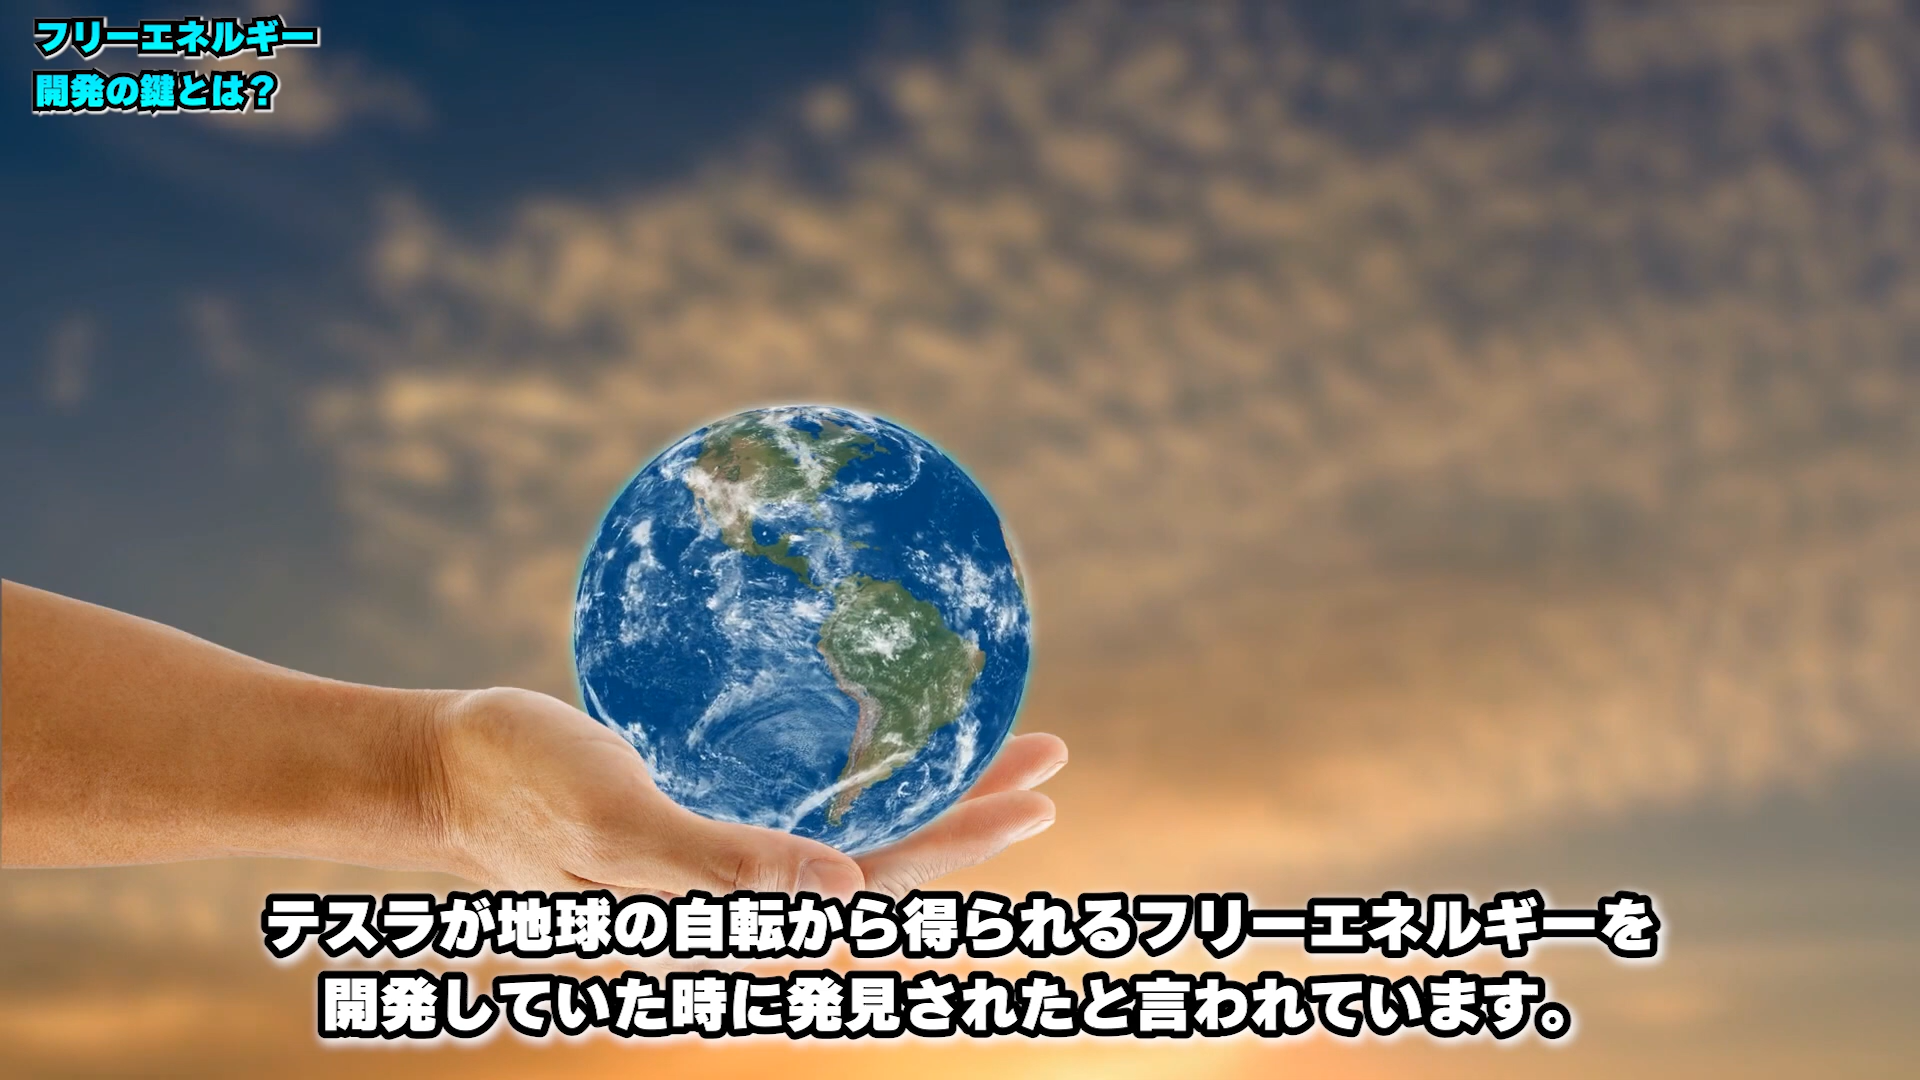 フリーエネルギー
開発の鍵とは？
テスラが地球の自転から得られるフリーエネルギーを
開発していた時に発見されたと言われています。